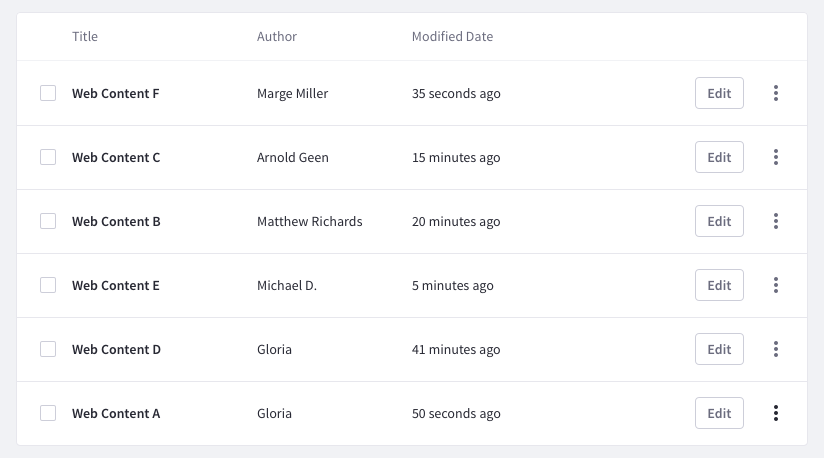 Title Author Modified Date
Web Content F Marge Miller 35 seconds ago Edit
Web Content C Arnold Geen 15 minutes ago Edit
Web Content B Matthew Richards 20 minutes ago Edit
Web Content E Michael D. 5 minutes ago Edit
Web Content D Gloria 41 minutes ago Edit
Web Content A Gloria 50 seconds ago Edit